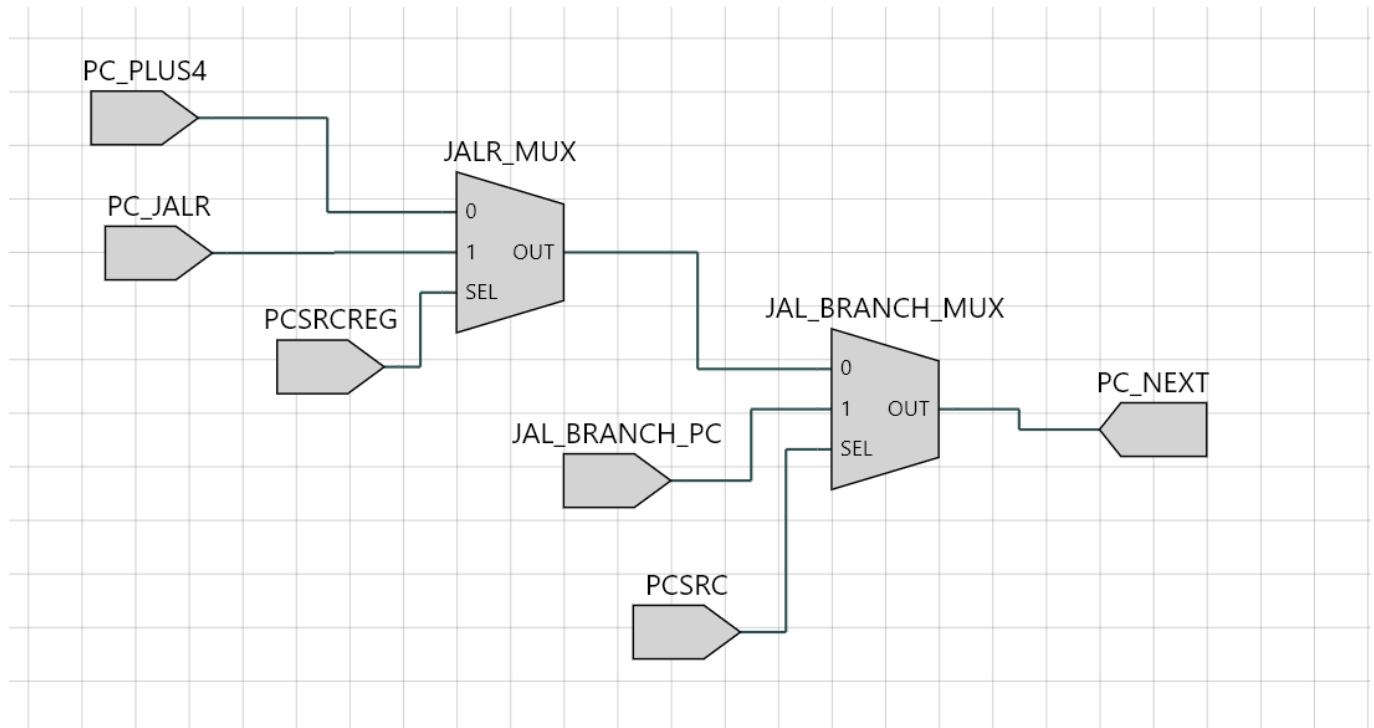 PC_PLUS4
JALR_MUX
PC_JALR
0
1
OUT
SEL
PCSRCREG
JAL_BRANCH_MUX
0
1
OUT
SEL
PC_NEXT
JAL_BRANCH_PC
PCSRC